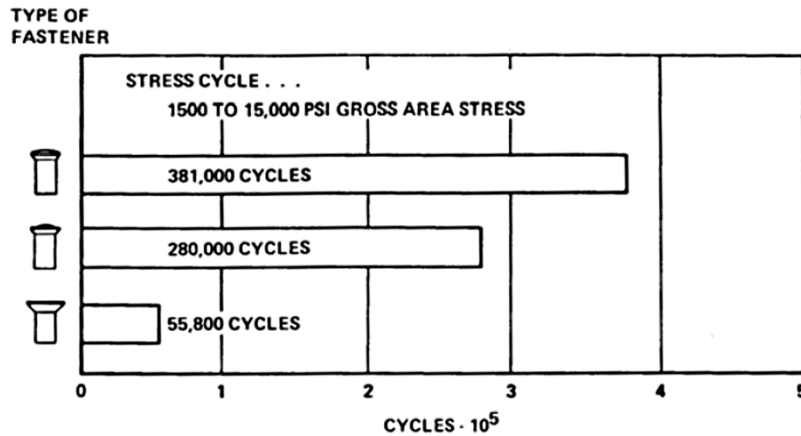 TYPE OF
FASTENER
STRESS CYCLE . . .
1500 TO 15,000 PSI GROSS AREA STRESS
381,000 CYCLES
280,000 CYCLES
55,800 CYCLES
0 1 2 3 4 5
CYCLES · 10⁵